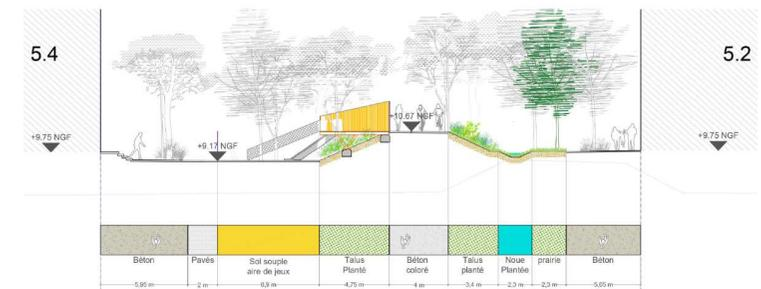 5.4
5.2
+10.67 NGF
+9.75 NGF
+9.17 NGF
+9.75 NGF
Béton
Pavés
Sol souple
aire de jeux
Talus
Planté
Béton
coloré
Talus
planté
Noue
Plantée
prairie
Béton
5,95 m
2 m
6,9 m
4,75 m
4 m
3,4 m
2,3 m
2,3 m
5,05 m